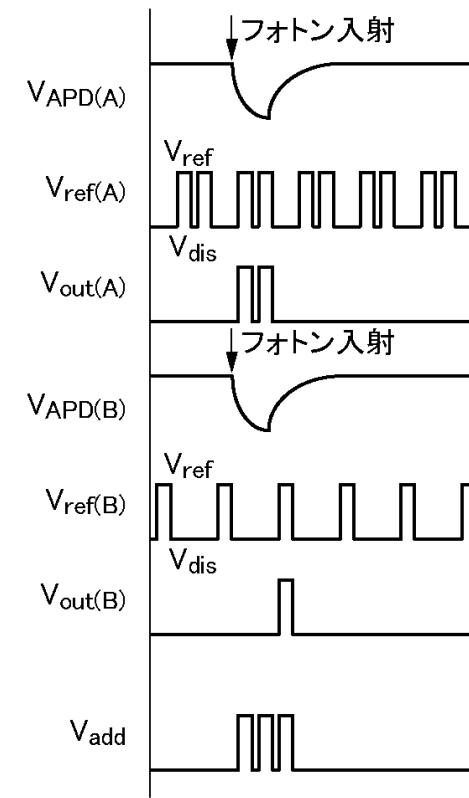 フォトン入射
VAPD(A)
Vref
Vref(A)
Vdis
Vout(A)
フォトン入射
VAPD(B)
Vref
Vref(B)
Vdis
Vout(B)
Vadd